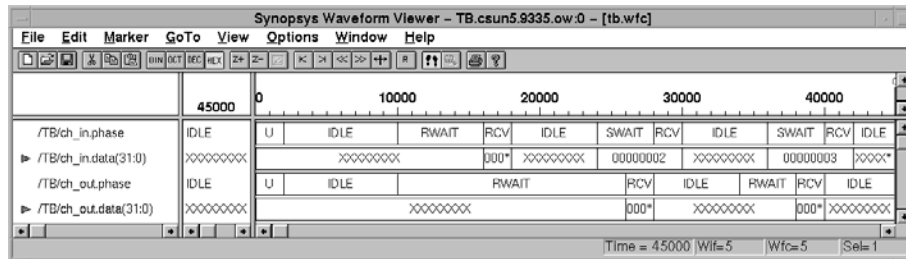 Synopsys Waveform Viewer – TB.csun5.9335.ow:0 – [tb.wfc]
File Edit Marker GoTo View Options Window Help
BIN OCT DEC HEX Z+ Z- R
45000 0 10000 20000 30000 40000
/TB/ch_in.phase IDLE U IDLE RWAIT RCV IDLE SWAIT RCV IDLE SWAIT RCV IDLE
/TB/ch_in.data(31:0) XXXXXXXX XXXXXXXX 000* XXXXXXXX 00000002 XXXXXXXX 00000003 XXXX*
/TB/ch_out.phase IDLE U IDLE RWAIT RCV IDLE RWAIT RCV IDLE
/TB/ch_out.data(31:0) XXXXXXXX XXXXXXXX 000* XXXXXXXX 000* XXXXXXXX
Time = 45000 Wif=5 Wfc=5 Sel=1